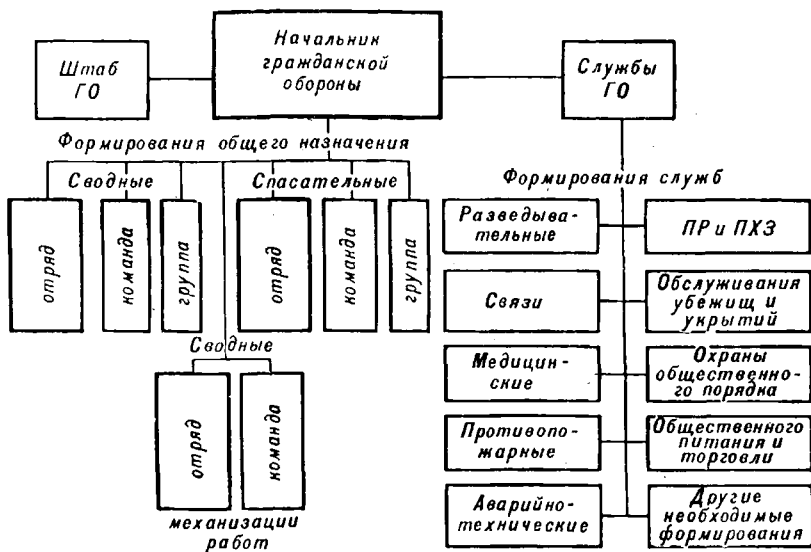 Начальник
гражданской
обороны
Штаб
ГО
Службы
ГО
Формирования общего назначения
Сводные
отряд
команда
группа
Спасательные
отряд
команда
группа
Сводные
отряд
команда
механизации
работ
Формирования служб
Разведыва-
тельные
ПР и ПХЗ
Связи
Обслуживания
убежищ и
укрытий
Медицин-
ские
Охраны
общественно-
го порядка
Противопо-
жарные
Общественного
питания и
торговли
Аварийно-
технические
Другие
необходимые
формирования